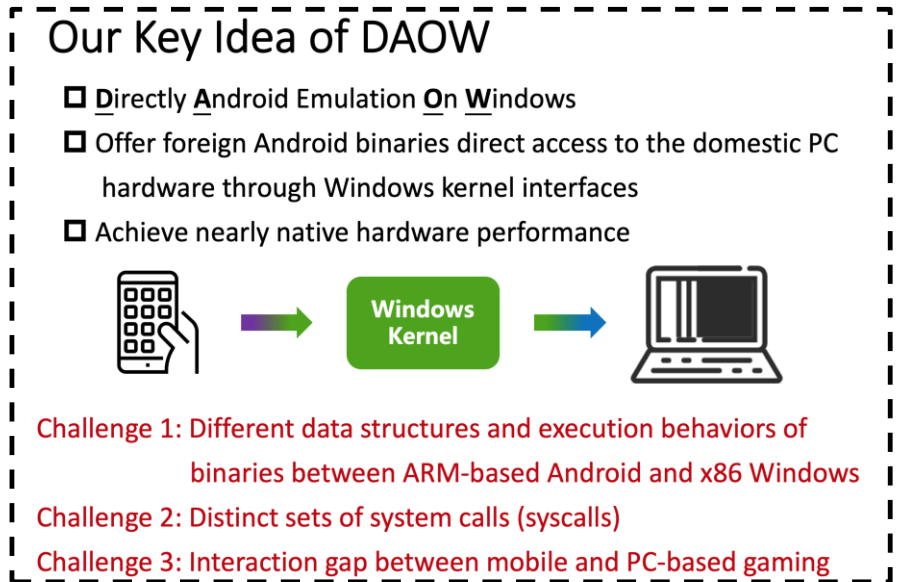 Our Key Idea of DAOW
Directly Android Emulation On Windows
Offer foreign Android binaries direct access to the domestic PC
hardware through Windows kernel interfaces
Achieve nearly native hardware performance
Windows
Kernel
Challenge 1: Different data structures and execution behaviors of
binaries between ARM-based Android and x86 Windows
Challenge 2: Distinct sets of system calls (syscalls)
Challenge 3: Interaction gap between mobile and PC-based gaming